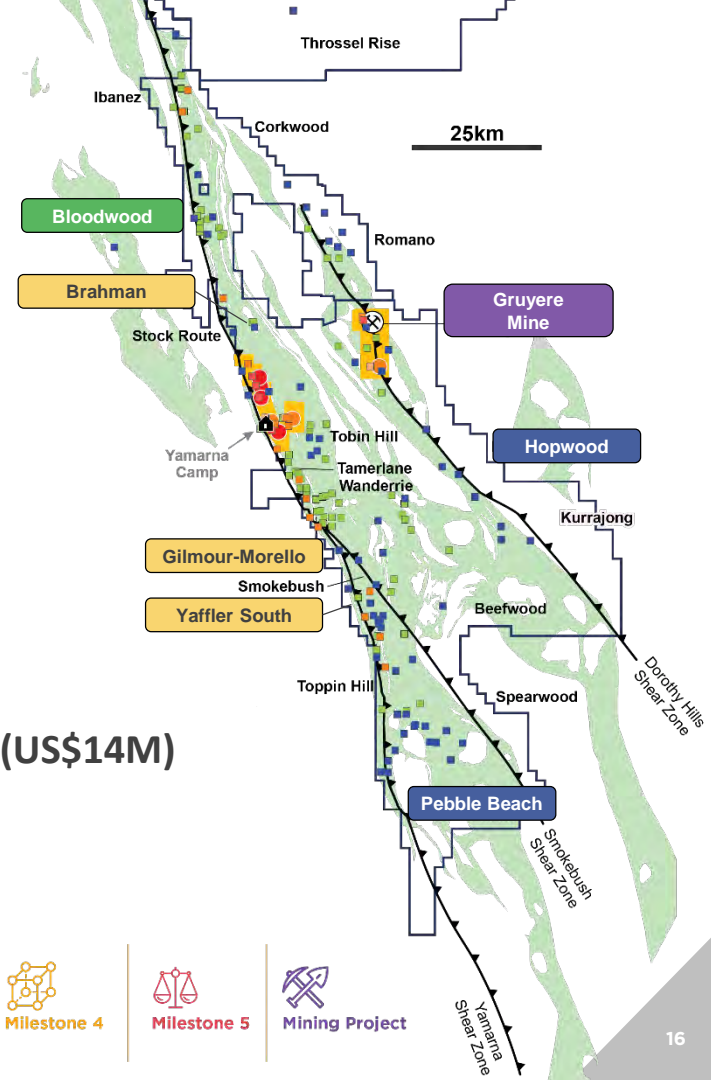 Throssel Rise
Ibanez
Corkwood
25km
Bloodwood
Romano
Brahman
Gruyere
Mine
Stock Route
Yamarna
Camp
Tobin Hill
Hopwood
Tamerlane
Wanderrie
Kurrajong
Gilmour-Morello
Smokebush
Yaffler South
Beefwood
Dorothy Hills
Shear Zone
Toppin Hill
Spearwood
(US$14M)
Pebble Beach
Smokebush
Shear Zone
Yamarna
Shear Zone
Milestone 4
Milestone 5
Mining Project
16